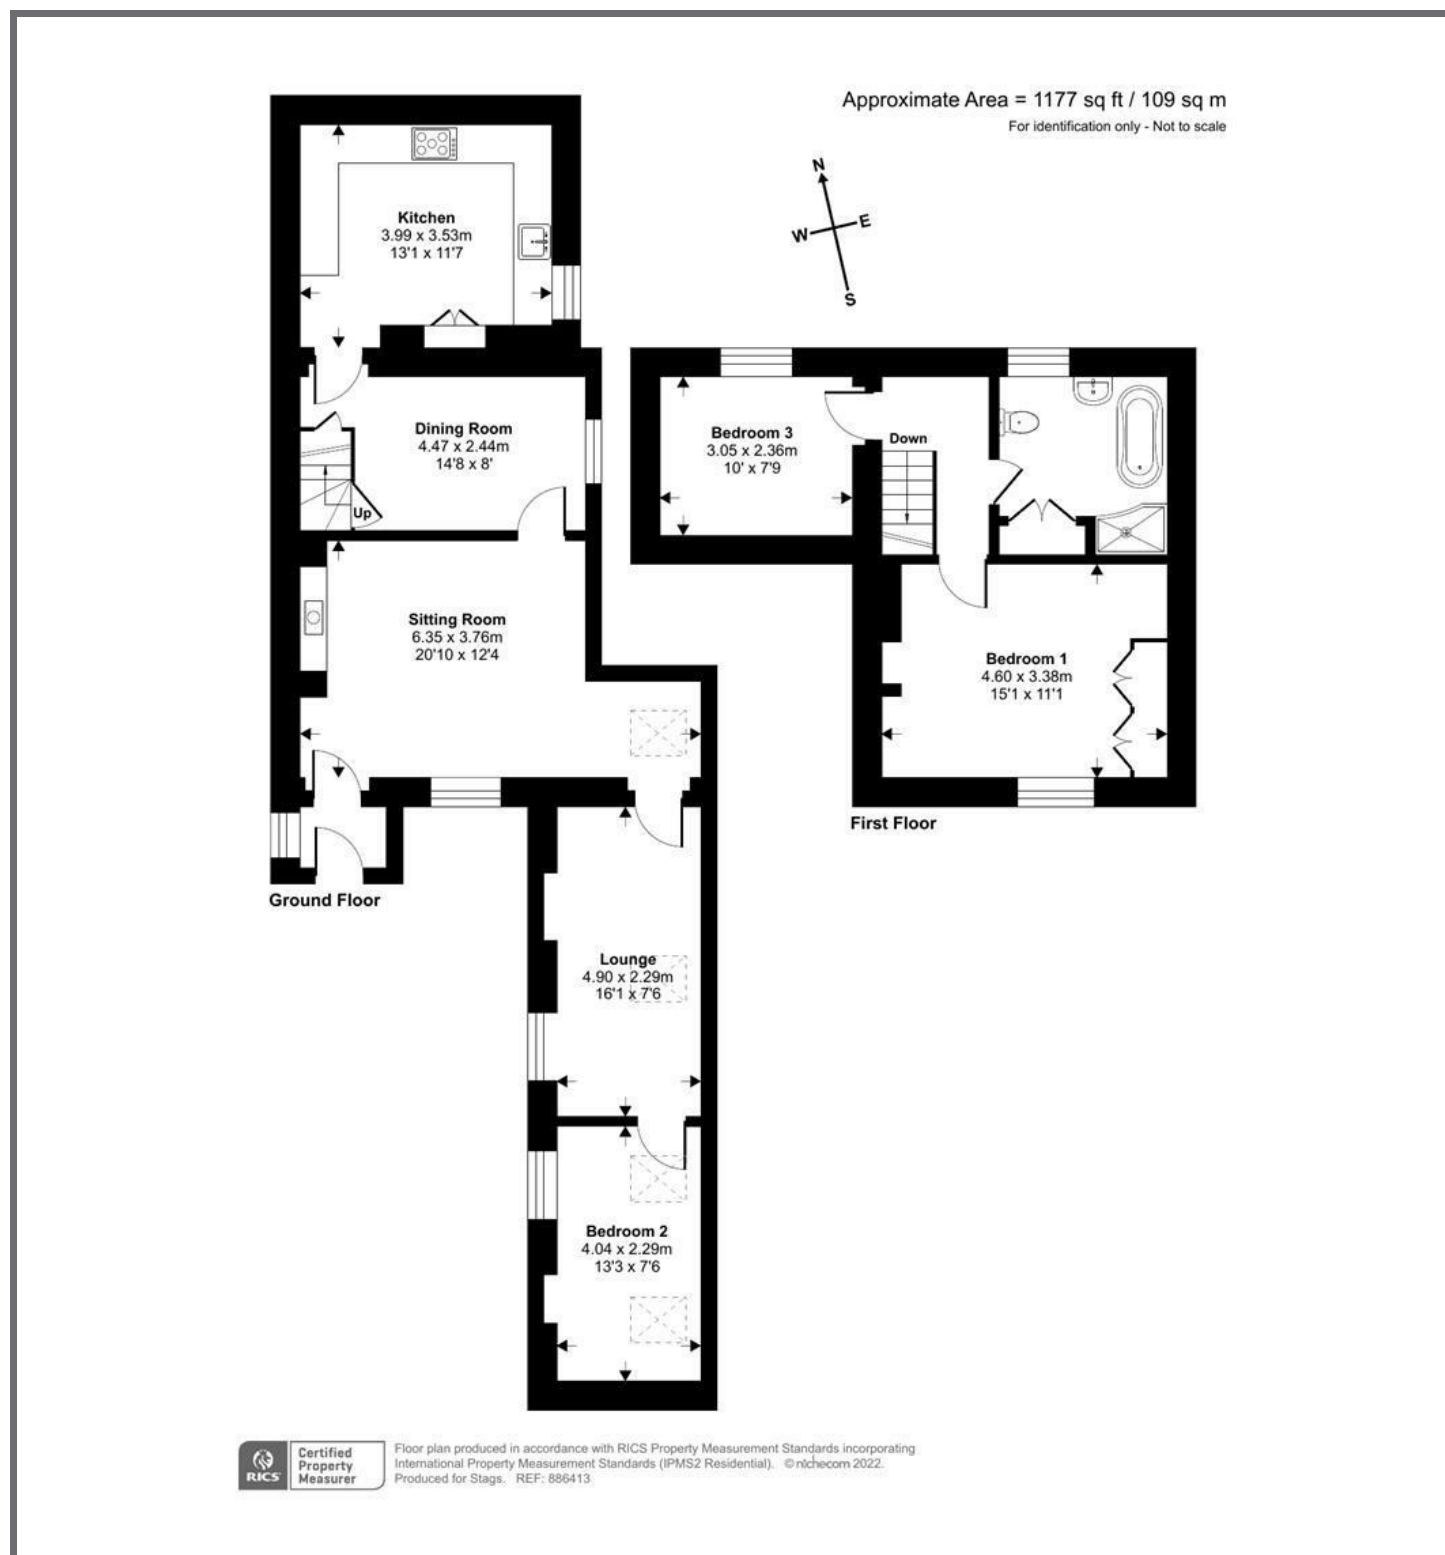 Approximate Area = 1177 sq ft / 109 sq m
For identification only - Not to scale
N
W
E
S
Kitchen
3.99 x 3.53m
13'1 x 11'7
Dining Room
4.47 x 2.44m
14'8 x 8'
Up
Sitting Room
6.35 x 3.76m
20'10 x 12'4
Ground Floor
Lounge
4.90 x 2.29m
16'1 x 7'6
Bedroom 2
4.04 x 2.29m
13'3 x 7'6
Bedroom 3
3.05 x 2.36m
10' x 7'9
Down
Bedroom 1
4.60 x 3.38m
15'1 x 11'1
First Floor
RICS
Certified
Property
Measurer
Floor plan produced in accordance with RICS Property Measurement Standards incorporating
International Property Measurement Standards (IPMS2 Residential). © nichecom 2022.
Produced for Stags. REF: 886413